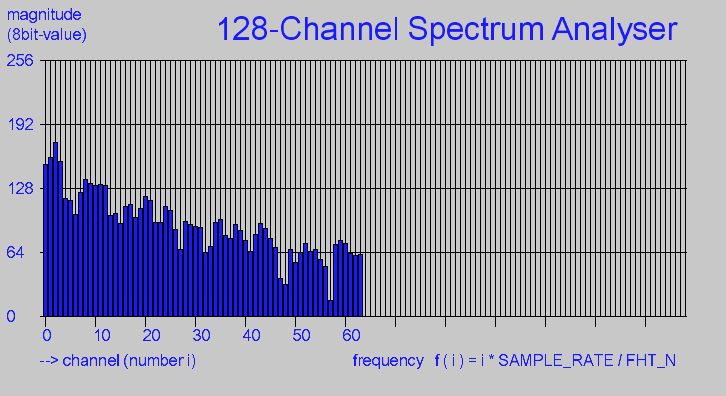 magnitude
(8bit-value)
128-Channel Spectrum Analyser
256
192
128
64
0
0 10 20 30 40 50 60
--> channel (number i) frequency f ( i ) = i * SAMPLE_RATE / FHT_N